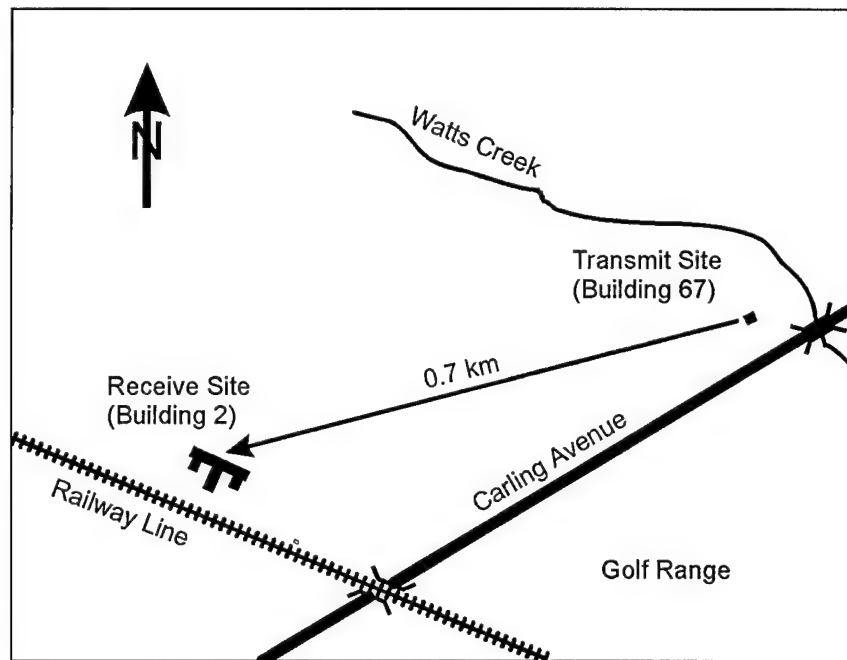 N
Watts Creek
Transmit Site
(Building 67)
0.7 km
Receive Site
(Building 2)
Carling Avenue
Railway Line
Golf Range